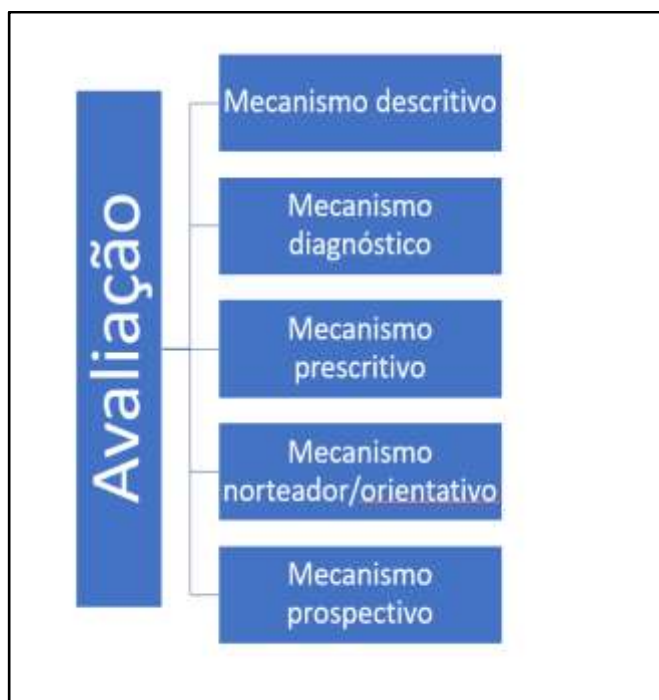 Avaliação
Mecanismo descritivo
Mecanismo
diagnóstico
Mecanismo
prescritivo
Mecanismo
norteador/orientativo
Mecanismo
prospectivo